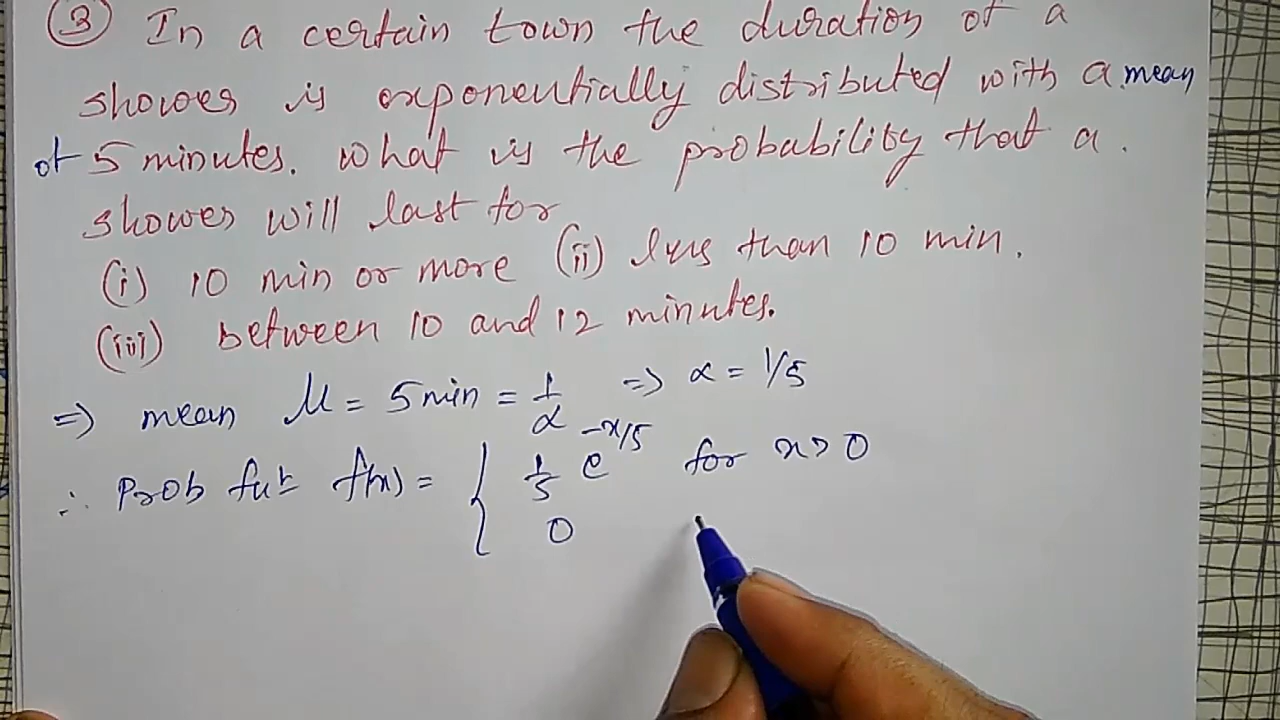 ③ In a certain town the duration of a
shower is exponentially distributed with a mean
of 5 minutes. What is the probability that a
shower will last for
(i) 10 min or more (ii) less than 10 min.
(iii) between 10 and 12 minutes.
=> mean μ = 5 min = 1/α => α = 1/5
∴ Prob fun f(x) = { 1/5 e^{-x/5} for x > 0
0